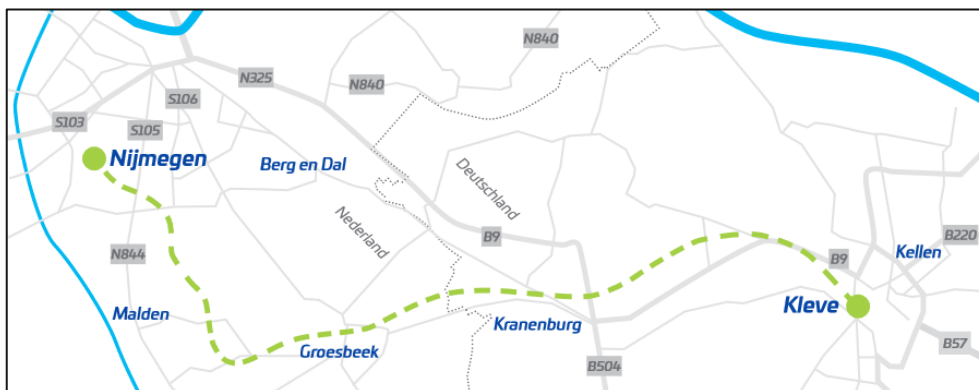 N840
N325
N840
S106
S103
S105
Nijmegen
Berg en Dal
Deutschland
Nederland
B9
N844
B220
Kellen
B9
Malden
Kleve
Kranenburg
Groesbeek
B57
B504